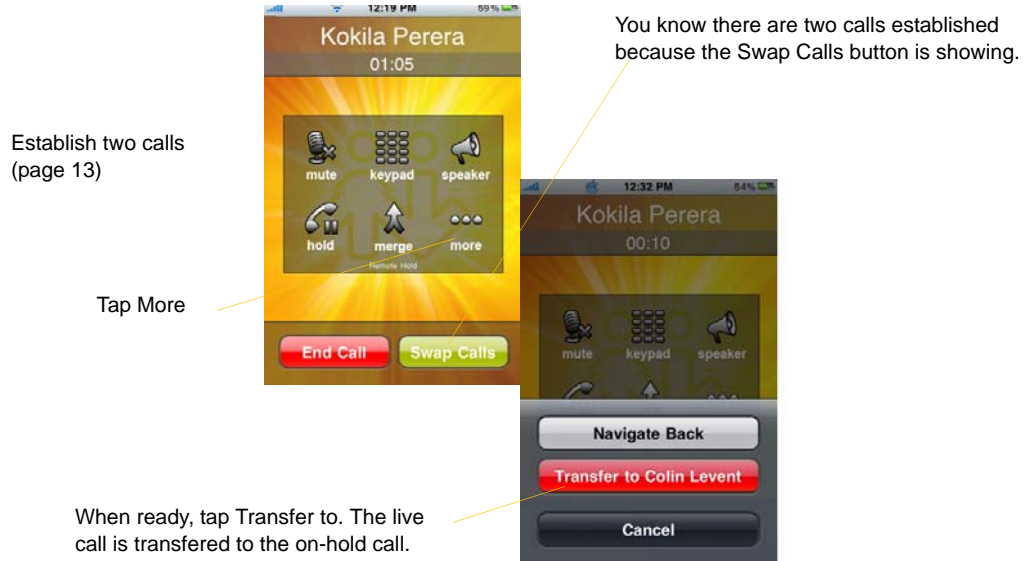 You know there are two calls established
because the Swap Calls button is showing.
Establish two calls
(page 13)
Tap More
When ready, tap Transfer to. The live
call is transfered to the on-hold call.
12:19 PM
59%
Kokila Perera
01:05
mute keypad speaker
hold merge more
Remote Hold
End Call Swap Calls
12:32 PM
64%
Kokila Perera
00:10
mute keypad speaker
Navigate Back
Transfer to Colin Levent
Cancel